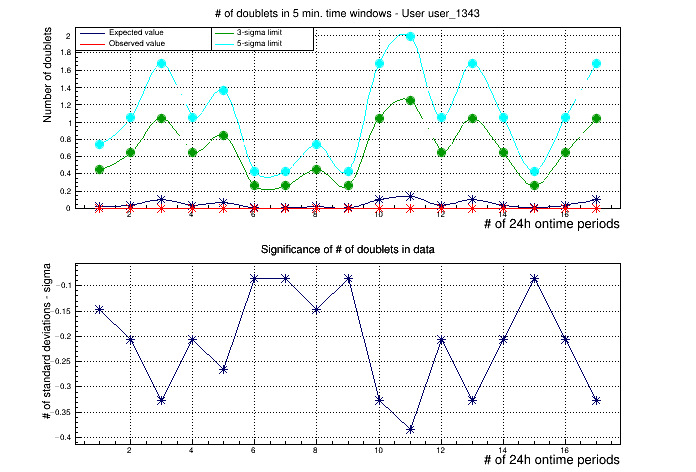 # of doublets in 5 min. time windows - User user_1343
Number of doublets
Expected value
Observed value
3-sigma limit
5-sigma limit
2
1.8
1.6
1.4
1.2
1
0.8
0.6
0.4
0.2
0
2 4 6 8 10 12 14 16
# of 24h ontime periods
Significance of # of doublets in data
# of standard deviations - sigma
−0.1
−0.15
−0.2
−0.25
−0.3
−0.35
−0.4
2 4 6 8 10 12 14 16
# of 24h ontime periods